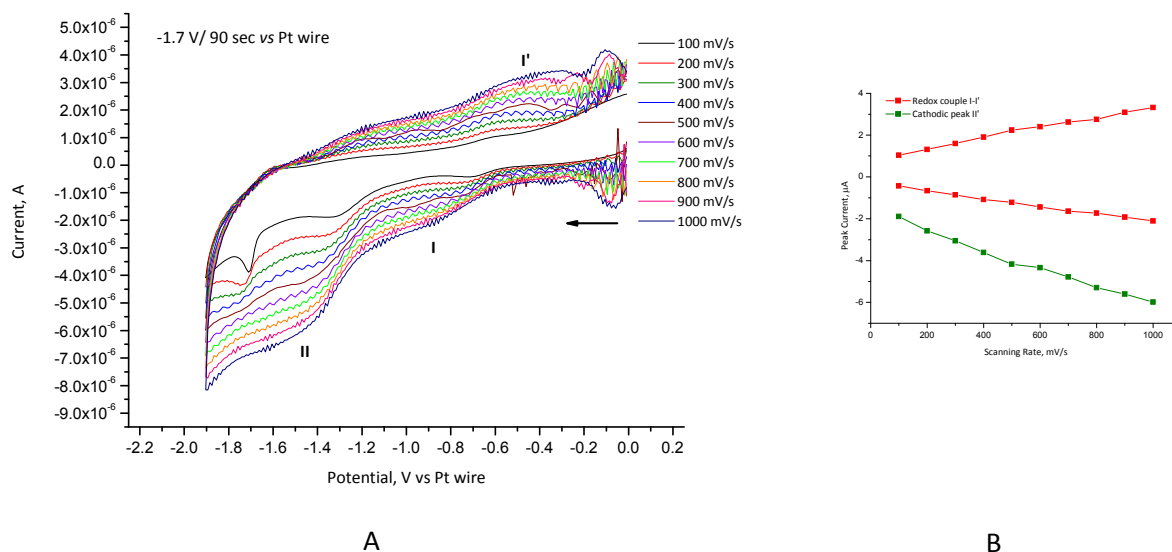 -1.7 V/ 90 sec vs Pt wire
5.0x10⁻⁶
4.0x10⁻⁶
3.0x10⁻⁶
2.0x10⁻⁶
1.0x10⁻⁶
0.0
-1.0x10⁻⁶
-2.0x10⁻⁶
-3.0x10⁻⁶
-4.0x10⁻⁶
-5.0x10⁻⁶
-6.0x10⁻⁶
-7.0x10⁻⁶
-8.0x10⁻⁶
-9.0x10⁻⁶
Current, A
I'
I
II
100 mV/s
200 mV/s
300 mV/s
400 mV/s
500 mV/s
600 mV/s
700 mV/s
800 mV/s
900 mV/s
1000 mV/s
-2.2 -2.0 -1.8 -1.6 -1.4 -1.2 -1.0 -0.8 -0.6 -0.4 -0.2 0.0 0.2
Potential, V vs Pt wire
A
Redox couple I-I'
Cathodic peak II'
4
2
0
-2
-4
-6
Peak Current, µA
0 200 400 600 800 1000
Scanning Rate, mV/s
B